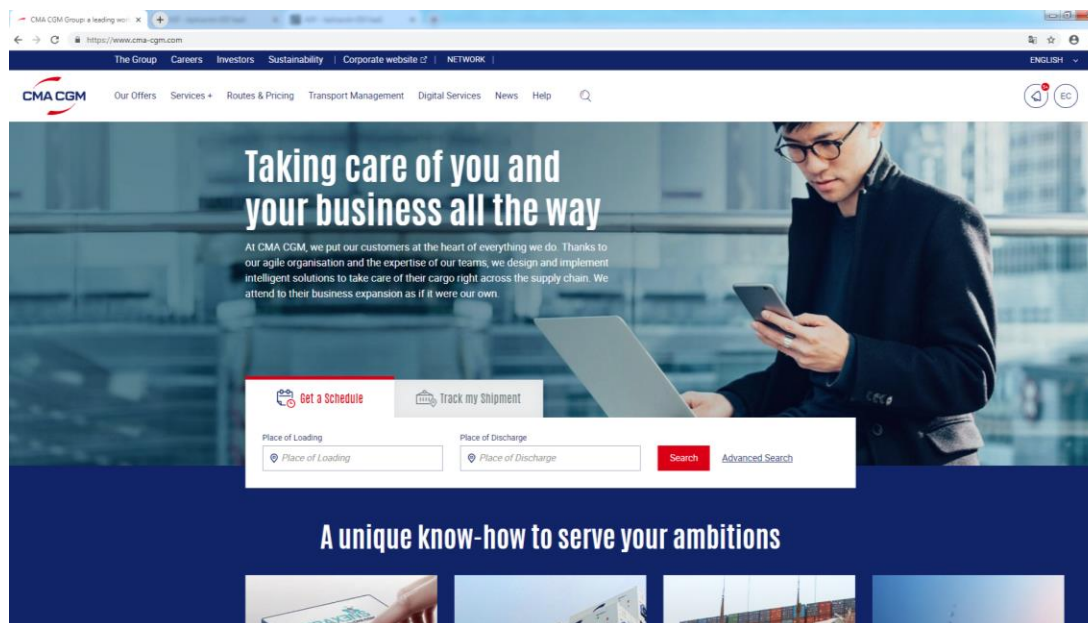 CMA CGM Group: a leading wor
https://www.cma-cgm.com
The Group Careers Investors Sustainability | Corporate website | NETWORK |
ENGLISH
CMA CGM
Our Offers Services + Routes & Pricing Transport Management Digital Services News Help
EC
Taking care of you and
your business all the way
At CMA CGM, we put our customers at the heart of everything we do. Thanks to
our agile organisation and the expertise of our teams, we design and implement
intelligent solutions to take care of their cargo right across the supply chain. We
attend to their business expansion as if it were our own.
Get a Schedule
Track my Shipment
Place of Loading
Place of Discharge
Place of Loading
Place of Discharge
Search
Advanced Search
A unique know-how to serve your ambitions